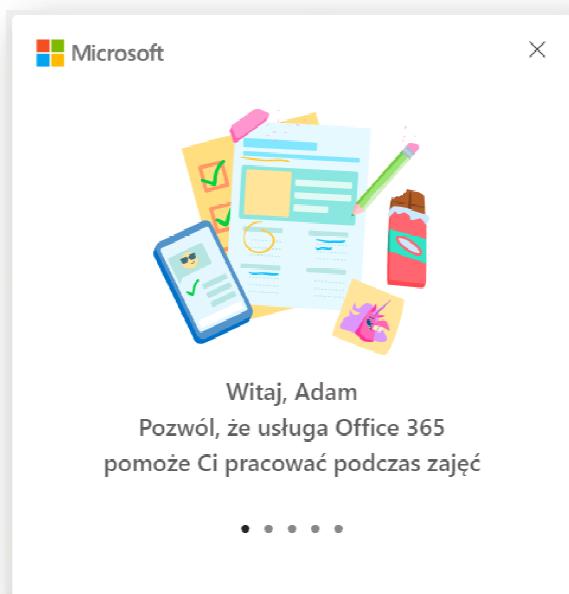 Microsoft
Witaj, Adam
Pozwól, że usługa Office 365
pomoże Ci pracować podczas zajęć